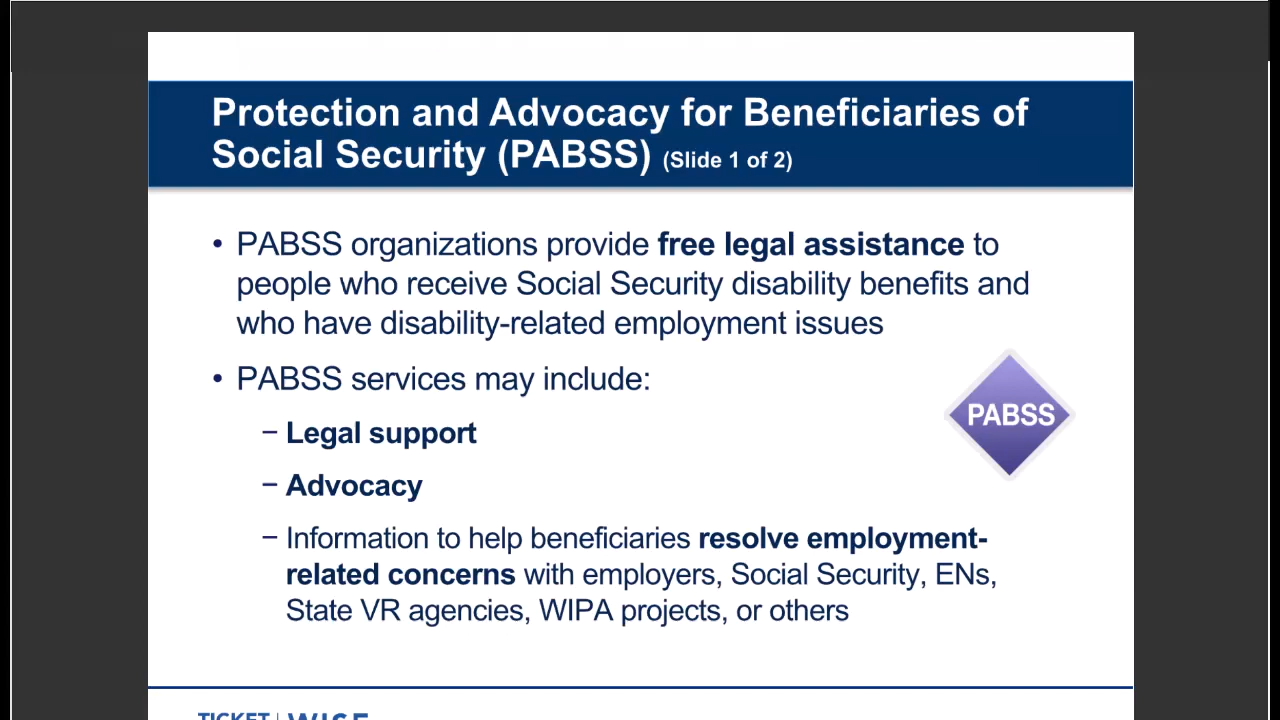 Protection and Advocacy for Beneficiaries of
Social Security (PABSS) (Slide 1 of 2)
• PABSS organizations provide free legal assistance to
people who receive Social Security disability benefits and
who have disability-related employment issues
• PABSS services may include:
PABSS
– Legal support
– Advocacy
– Information to help beneficiaries resolve employment-
related concerns with employers, Social Security, ENs,
State VR agencies, WIPA projects, or others
TICKET | WISE